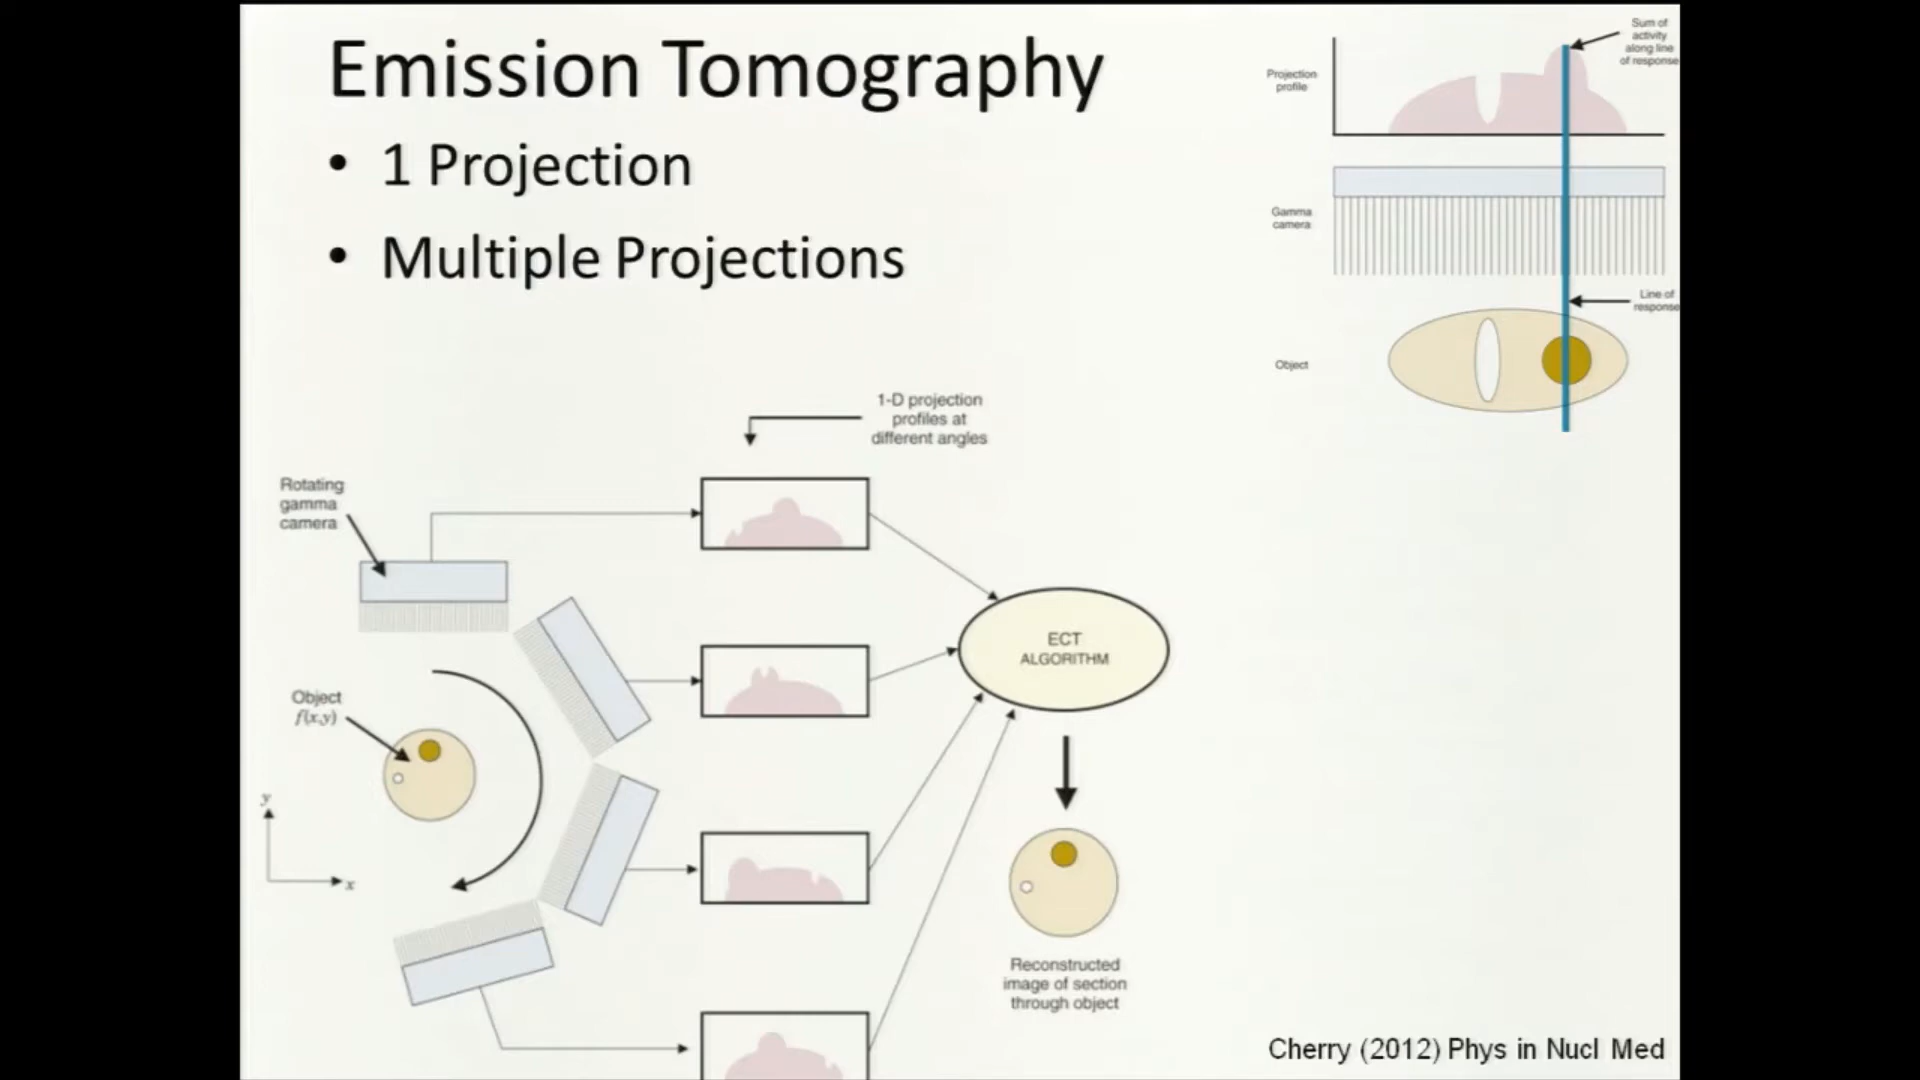 Emission Tomography
• 1 Projection
• Multiple Projections
Sum of
activity
along line
of response
Projection
profile
Gamma
camera
Line of
response
Object
1-D projection
profiles at
different angles
Rotating
gamma
camera
Object
f(x,y)
y
x
ECT
ALGORITHM
Reconstructed
image of section
through object
Cherry (2012) Phys in Nucl Med